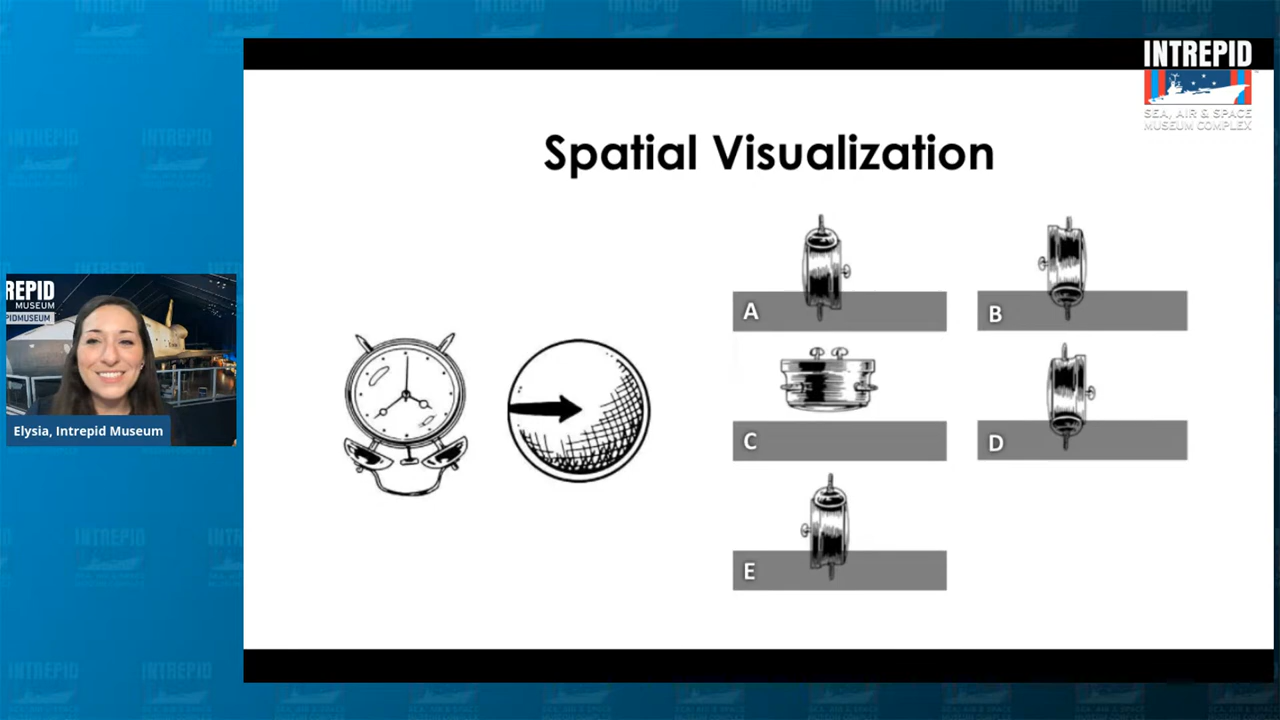 INTREPID
SEA, AIR & SPACE
MUSEUM COMPLEX
Spatial Visualization
A
B
REPID
MUSEUM
PIDMUSEUM
Elysia, Intrepid Museum
C
D
E